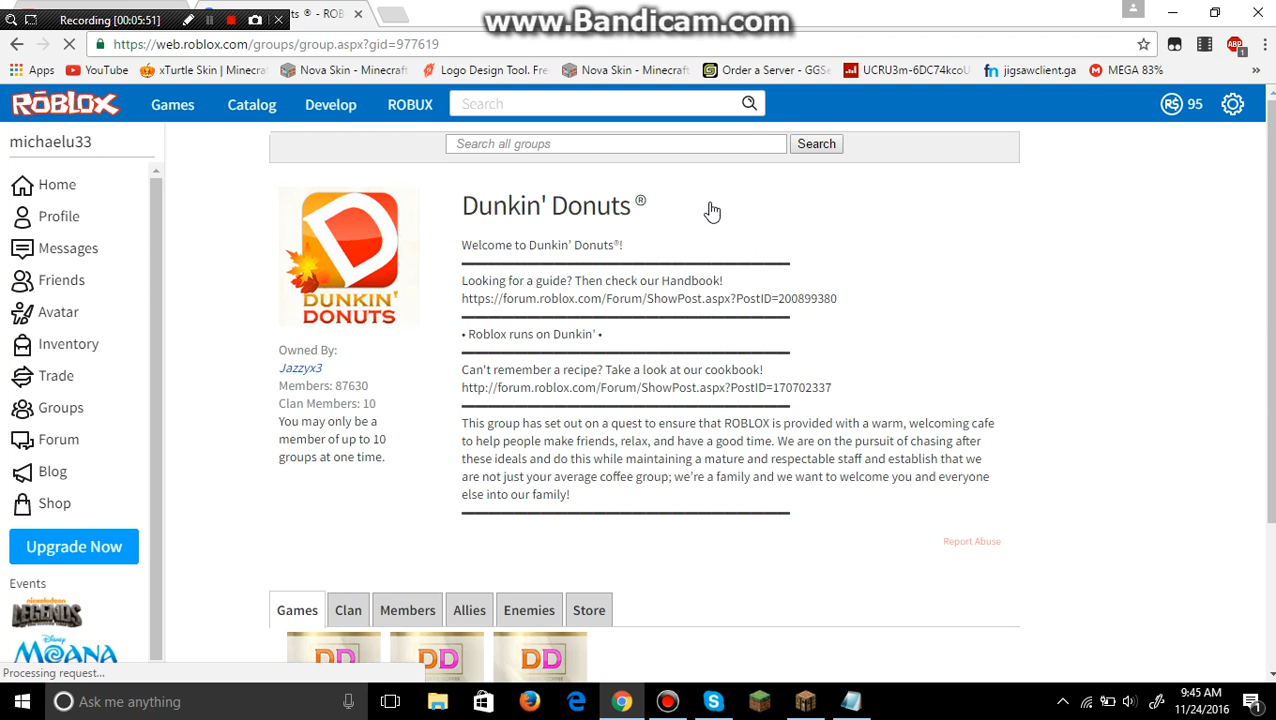 www.Bandicam.com
Recording [00:05:51]
® - ROB
https://web.roblox.com/groups/group.aspx?gid=977619
Apps YouTube xTurtle Skin | Minecraf Nova Skin - Minecraft Logo Design Tool. Fre Nova Skin - Minecraft Order a Server - GGSe UCRU3m-6DC74kcoU jigsawclient.ga MEGA 83%
ROBLOX Games Catalog Develop ROBUX Search R$ 95
michaelu33
Search all groups Search
Home
Profile
Messages
Friends
Avatar
Inventory
Trade
Groups
Forum
Blog
Shop
Upgrade Now
Events
nickelodeon
LEGENDS
Disney
MOANA
DUNKIN'
DONUTS
Owned By:
Jazzyx3
Members: 87630
Clan Members: 10
You may only be a
member of up to 10
groups at one time.
Dunkin' Donuts ®
Welcome to Dunkin' Donuts®!
Looking for a guide? Then check our Handbook!
https://forum.roblox.com/Forum/ShowPost.aspx?PostID=200899380
• Roblox runs on Dunkin' •
Can't remember a recipe? Take a look at our cookbook!
http://forum.roblox.com/Forum/ShowPost.aspx?PostID=170702337
This group has set out on a quest to ensure that ROBLOX is provided with a warm, welcoming cafe
to help people make friends, relax, and have a good time. We are on the pursuit of chasing after
these ideals and do this while maintaining a mature and respectable staff and establish that we
are not just your average coffee group; we're a family and we want to welcome you and everyone
else into our family!
Report Abuse
Games Clan Members Allies Enemies Store
DD DD DD
Processing request...
Ask me anything
9:45 AM
11/24/2016